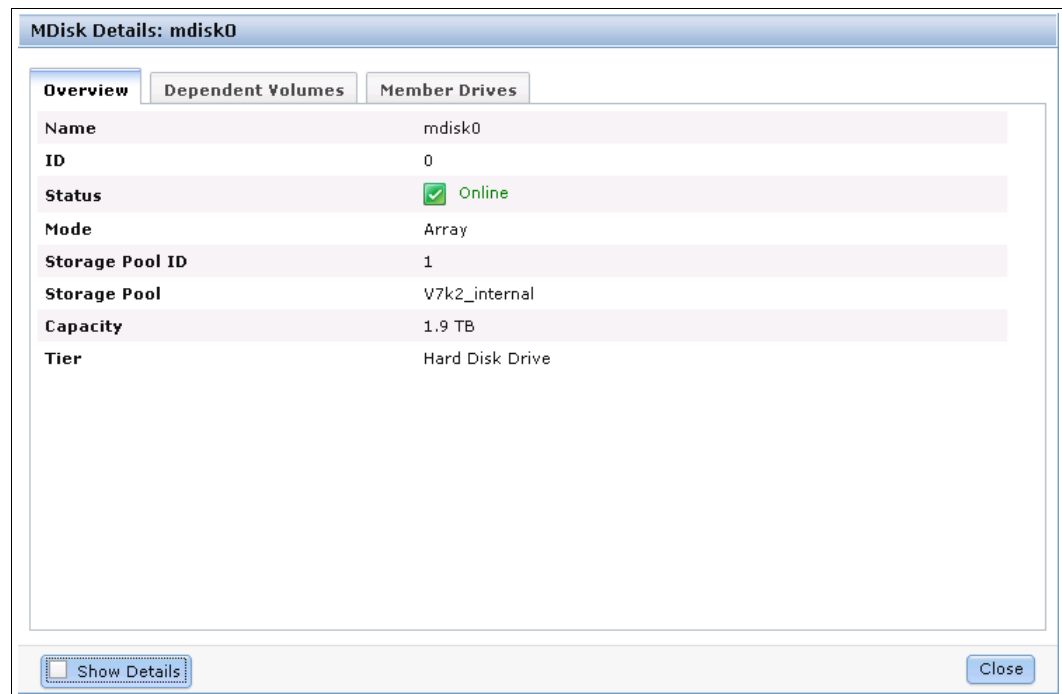 MDisk Details: mdisk0
Overview Dependent Volumes Member Drives
Name mdisk0
ID 0
Status Online
Mode Array
Storage Pool ID 1
Storage Pool V7k2_internal
Capacity 1.9 TB
Tier Hard Disk Drive
Show Details Close